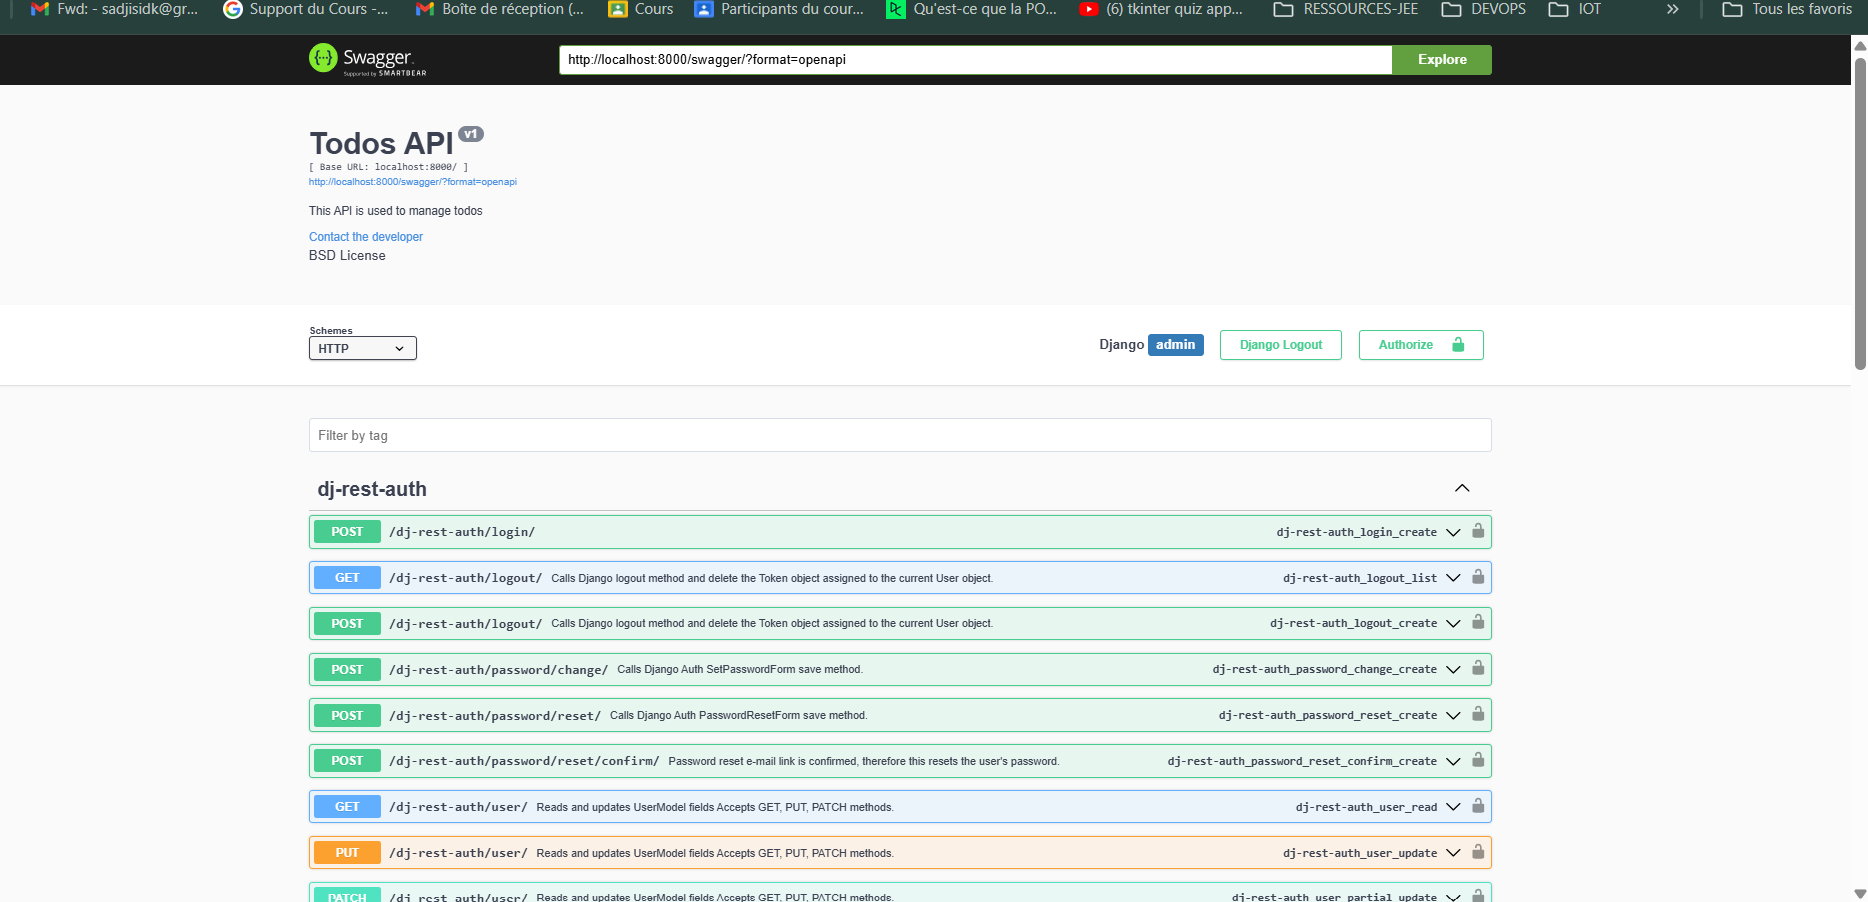 Fwd: - sadjisidk@gr... Support du Cours -... Boîte de réception (... Cours Participants du cour... Qu'est-ce que la PO... (6) tkinter quiz app... RESSOURCES-JEE DEVOPS IOT » Tous les favoris
Swagger. http://localhost:8000/swagger/?format=openapi Explore
Supported by SMARTBEAR
Todos API v1
[ Base URL: localhost:8000/ ]
http://localhost:8000/swagger/?format=openapi
This API is used to manage todos
Contact the developer
BSD License
Schemes
HTTP Django admin Django Logout Authorize
Filter by tag
dj-rest-auth
POST /dj-rest-auth/login/ dj-rest-auth_login_create
GET /dj-rest-auth/logout/ Calls Django logout method and delete the Token object assigned to the current User object. dj-rest-auth_logout_list
POST /dj-rest-auth/logout/ Calls Django logout method and delete the Token object assigned to the current User object. dj-rest-auth_logout_create
POST /dj-rest-auth/password/change/ Calls Django Auth SetPasswordForm save method. dj-rest-auth_password_change_create
POST /dj-rest-auth/password/reset/ Calls Django Auth PasswordResetForm save method. dj-rest-auth_password_reset_create
POST /dj-rest-auth/password/reset/confirm/ Password reset e-mail link is confirmed, therefore this resets the user's password. dj-rest-auth_password_reset_confirm_create
GET /dj-rest-auth/user/ Reads and updates UserModel fields Accepts GET, PUT, PATCH methods. dj-rest-auth_user_read
PUT /dj-rest-auth/user/ Reads and updates UserModel fields Accepts GET, PUT, PATCH methods. dj-rest-auth_user_update
PATCH /dj-rest-auth/user/ Reads and updates UserModel fields Accepts GET, PUT, PATCH methods. dj-rest-auth_user_partial_update